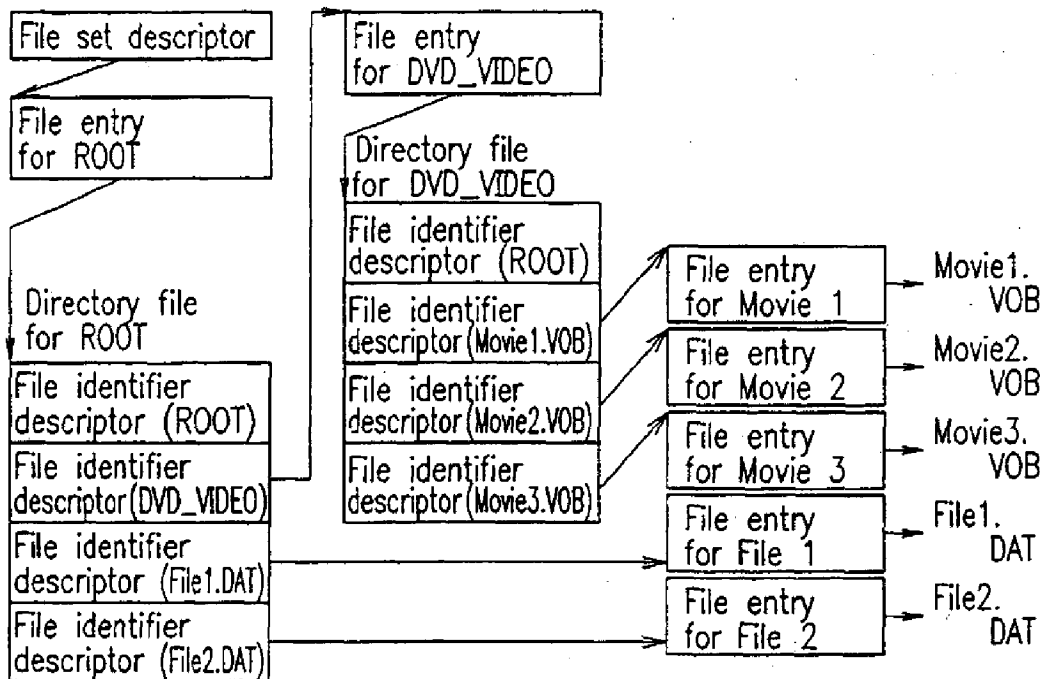 File set descriptor
File entry
for ROOT
Directory file
for ROOT
File identifier
descriptor (ROOT)
File identifier
descriptor (DVD_VIDEO)
File identifier
descriptor (File1.DAT)
File identifier
descriptor (File2.DAT)
File entry
for DVD_VIDEO
Directory file
for DVD_VIDEO
File identifier
descriptor (ROOT)
File identifier
descriptor (Movie1.VOB)
File identifier
descriptor (Movie2.VOB)
File identifier
descriptor (Movie3.VOB)
File entry
for Movie 1
File entry
for Movie 2
File entry
for Movie 3
File entry
for File 1
File entry
for File 2
Movie1.
VOB
Movie2.
VOB
Movie3.
VOB
File1.
DAT
File2.
DAT